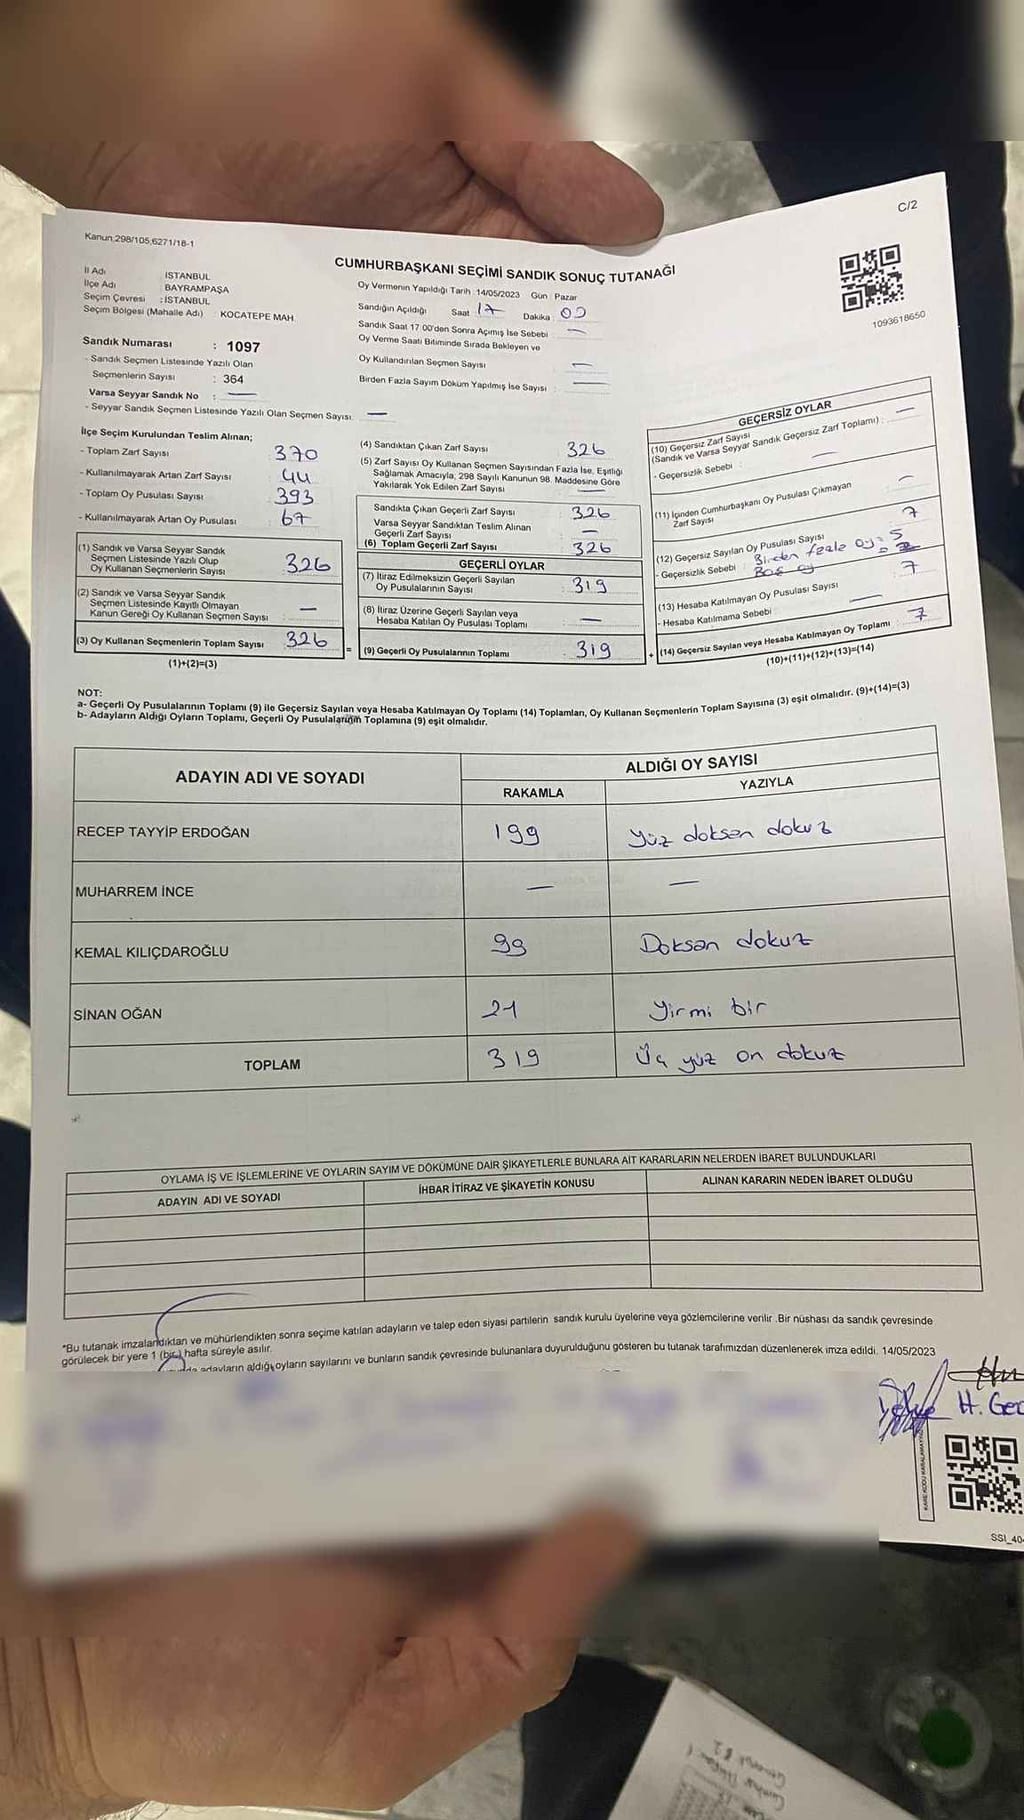 C/2
Kanun,298/105,6271/18-1
CUMHURBAŞKANI SEÇİMİ SANDIK SONUÇ TUTANAĞI
İl Adı : İSTANBUL
İlçe Adı BAYRAMPAŞA
Seçim Çevresi : İSTANBUL
Seçim Bölgesi (Mahalle Adı) : KOCATEPE MAH.
Sandık Numarası : 1097
- Sandık Seçmen Listesinde Yazılı Olan
Seçmenlerin Sayısı : 364
Varsa Seyyar Sandık No : —
- Seyyar Sandık Seçmen Listesinde Yazılı Olan Seçmen Sayısı: —
Oy Vermenin Yapıldığı Tarih :14/05/2023 Gün : Pazar
Sandığın Açıldığı Saat 17 Dakika 00
Sandık Saat 17.00'den Sonra Açımış İse Sebebi —
Oy Verme Saati Bitiminde Sırada Bekleyen ve
Oy Kullandırılan Seçmen Sayısı —
Birden Fazla Sayım Döküm Yapılmış İse Sayısı : —
1093618650
İlçe Seçim Kurulundan Teslim Alınan;
- Toplam Zarf Sayısı 370
- Kullanılmayarak Artan Zarf Sayısı 44
- Toplam Oy Pusulası Sayısı 393
- Kullanılmayarak Artan Oy Pusulası 67
(1) Sandık ve Varsa Seyyar Sandık
Seçmen Listesinde Yazılı Olup
Oy Kullanan Seçmenlerin Sayısı 326
(2) Sandık ve Varsa Seyyar Sandık
Seçmen Listesinde Kayıtlı Olmayan
Kanun Gereği Oy Kullanan Seçmen Sayısı —
(3) Oy Kullanan Seçmenlerin Toplam Sayısı 326
(1)+(2)=(3)
(4) Sandıktan Çıkan Zarf Sayısı 326
(5) Zarf Sayısı Oy Kullanan Seçmen Sayısından Fazla İse, Eşitliği
Sağlamak Amacıyla, 298 Sayılı Kanunun 98. Maddesine Göre
Yakılarak Yok Edilen Zarf Sayısı —
Sandıkta Çıkan Geçerli Zarf Sayısı 326
Varsa Seyyar Sandıktan Teslim Alınan
Geçerli Zarf Sayısı —
(6) Toplam Geçerli Zarf Sayısı 326
GEÇERLİ OYLAR
(7) İtiraz Edilmeksizin Geçerli Sayılan
Oy Pusulalarının Sayısı 319
(8) İtiraz Üzerine Geçerli Sayılan veya
Hesaba Katılan Oy Pusulası Toplamı —
= (9) Geçerli Oy Pusulalarının Toplamı 319
GEÇERSİZ OYLAR
(10) Geçersiz Zarf Sayısı
(Sandık ve Varsa Seyyar Sandık Geçersiz Zarf Toplamı) : —
- Geçersizlik Sebebi : —
(11) İçinden Cumhurbaşkanı Oy Pusulası Çıkmayan
Zarf Sayısı —
(12) Geçersiz Sayılan Oy Pusulası Sayısı 7
- Geçersizlik Sebebi : Birden fazla oy: 5
Boş oy
(13) Hesaba Katılmayan Oy Pusulası Sayısı 7
- Hesaba Katılmama Sebebi : —
+ (14) Geçersiz Sayılan veya Hesaba Katılmayan Oy Toplamı 7
(10)+(11)+(12)+(13)=(14)
NOT:
a- Geçerli Oy Pusulalarının Toplamı (9) ile Geçersiz Sayılan veya Hesaba Katılmayan Oy Toplamı (14) Toplamları, Oy Kullanan Seçmenlerin Toplam Sayısına (3) eşit olmalıdır. (9)+(14)=(3)
b- Adayların Aldığı Oyların Toplamı, Geçerli Oy Pusulalarının Toplamına (9) eşit olmalıdır.
ADAYIN ADI VE SOYADI
ALDIĞI OY SAYISI
RAKAMLA YAZIYLA
RECEP TAYYİP ERDOĞAN 199 yüz doksan dokuz
MUHARREM İNCE — —
KEMAL KILIÇDAROĞLU 99 Doksan dokuz
SİNAN OĞAN 21 yirmi bir
TOPLAM 319 Üç yüz on dokuz
OYLAMA İŞ VE İŞLEMLERİNE VE OYLARIN SAYIM VE DÖKÜMÜNE DAİR ŞİKAYETLERLE BUNLARA AİT KARARLARIN NELERDEN İBARET BULUNDUKLARI
ADAYIN ADI VE SOYADI
İHBAR İTİRAZ VE ŞİKAYETİN KONUSU
ALINAN KARARIN NEDEN İBARET OLDUĞU
*Bu tutanak imzalandıktan ve mühürlendikten sonra seçime katılan adayların ve talep eden siyasi partilerin sandık kurulu üyelerine veya gözlemcilerine verilir .Bir nüshası da sandık çevresinde
görülecek bir yere 1 (bir) hafta süreyle asılır.
adayların aldığı oyların sayılarını ve bunların sandık çevresinde bulunanlara duyurulduğunu gösteren bu tutanak tarafımızdan düzenlenerek imza edildi. 14/05/2023
H. Gec
SSI_40